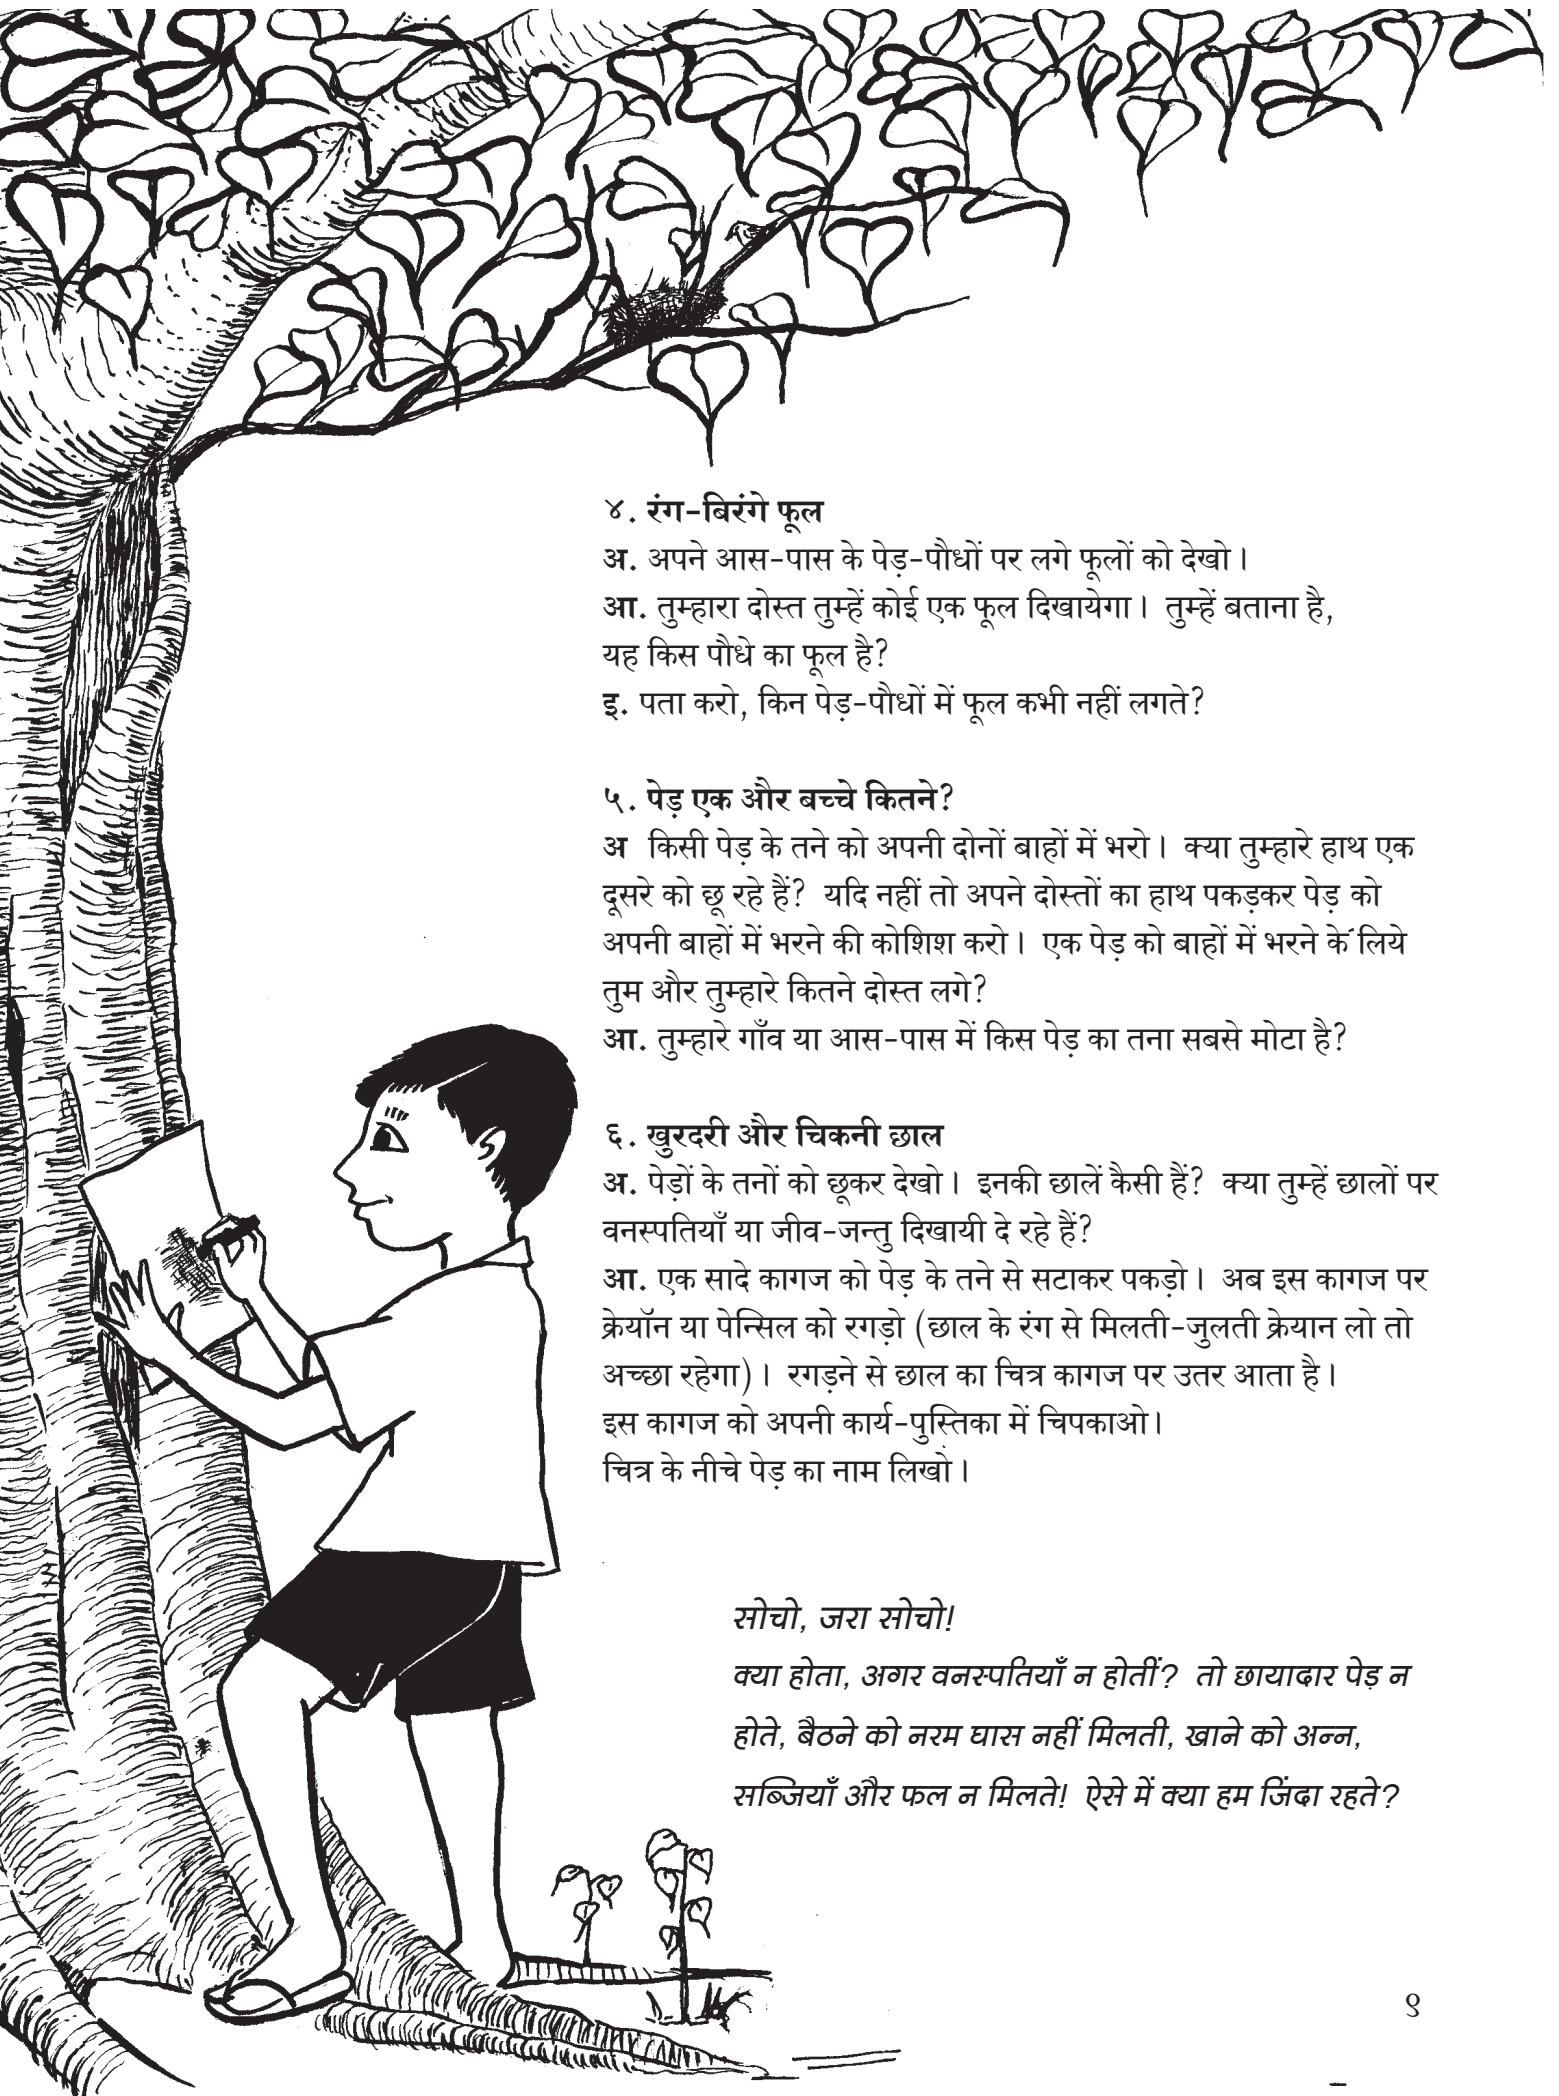 ४. रंग-बिरंगे फूल
अ. अपने आस-पास के पेड़-पौधों पर लगे फूलों को देखो।
आ. तुम्हारा दोस्त तुम्हें कोई एक फूल दिखायेगा। तुम्हें बताना है,
यह किस पौधे का फूल है?
इ. पता करो, किन पेड़-पौधों में फूल कभी नहीं लगते?
५. पेड़ एक और बच्चे कितने?
अ किसी पेड़ के तने को अपनी दोनों बाहों में भरो। क्या तुम्हारे हाथ एक
दूसरे को छू रहे हैं? यदि नहीं तो अपने दोस्तों का हाथ पकड़कर पेड़ को
अपनी बाहों में भरने की कोशिश करो। एक पेड़ को बाहों में भरने के लिये
तुम और तुम्हारे कितने दोस्त लगे?
आ. तुम्हारे गाँव या आस-पास में किस पेड़ का तना सबसे मोटा है?
६. खुरदरी और चिकनी छाल
अ. पेड़ों के तनों को छूकर देखो। इनकी छालें कैसी हैं? क्या तुम्हें छालों पर
वनस्पतियाँ या जीव-जन्तु दिखायी दे रहे हैं?
आ. एक सादे कागज को पेड़ के तने से सटाकर पकड़ो। अब इस कागज पर
क्रेयॉन या पेन्सिल को रगड़ो (छाल के रंग से मिलती-जुलती क्रेयान लो तो
अच्छा रहेगा)। रगड़ने से छाल का चित्र कागज पर उतर आता है।
इस कागज को अपनी कार्य-पुस्तिका में चिपकाओ।
चित्र के नीचे पेड़ का नाम लिखो।
सोचो, जरा सोचो!
क्या होता, अगर वनस्पतियाँ न होतीं? तो छायादार पेड़ न
होते, बैठने को नरम घास नहीं मिलती, खाने को अन्न,
सब्जियाँ और फल न मिलते! ऐसे में क्या हम जिंदा रहते?
९